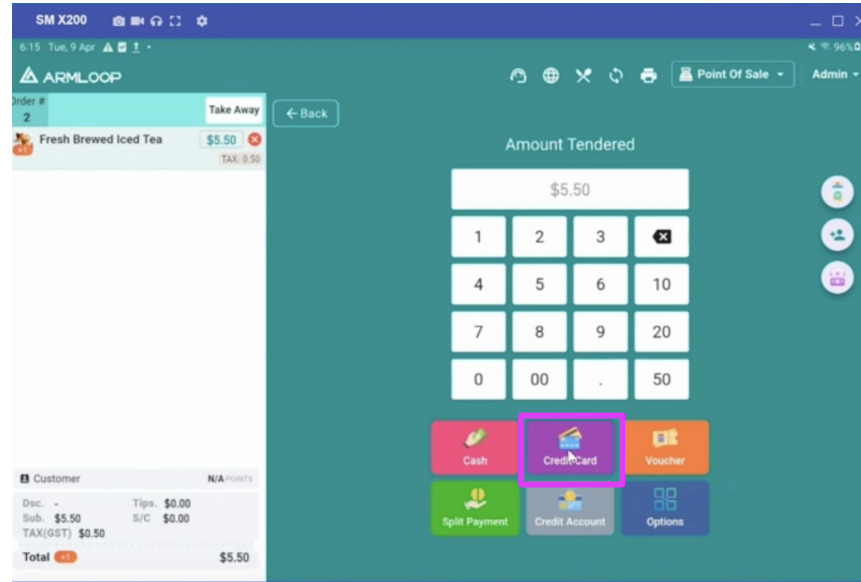 SM X200
6:15 Tue, 9 Apr
96%
ARMLOOP
Point Of Sale
Admin
Order #
2
Take Away
Back
Fresh Brewed Iced Tea
$5.50
x1
TAX: 0.50
Amount Tendered
$5.50
1 2 3
4 5 6 10
7 8 9 20
0 00 . 50
Cash
Credit Card
Voucher
Split Payment
Credit Account
Options
Customer
N/A POINTS
Dsc. - Tips. $0.00
Sub. $5.50 S/C $0.00
TAX(GST) $0.50
Total x1 $5.50